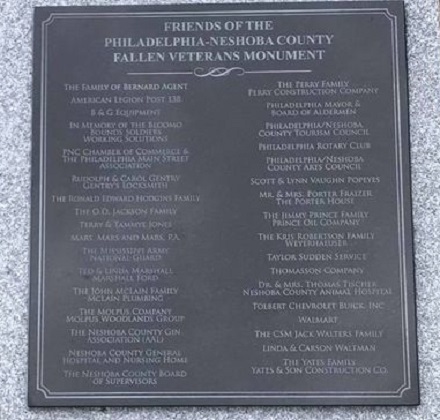 FRIENDS OF THE
PHILADELPHIA-NESHOBA COUNTY
FALLEN VETERANS MONUMENT
THE FAMILY OF BERNARD AGENT
AMERICAN LEGION POST 138
B & G EQUIPMENT
IN MEMORY OF THE
SOLDIERS
WORKING SOLUTIONS
PNC CHAMBER OF COMMERCE &
THE PHILADELPHIA MAIN STREET
ASSOCIATION
RUDOLPH & CAROL GENTRY
GENTRY'S LOCKSMITH
THE RONALD EDWARD HODGINS FAMILY
THE O.D. JACKSON FAMILY
TERRY & TAMMYE JONES
MARS, MARS AND MARS, P.A.
THE MISSISSIPPI ARMY
NATIONAL GUARD
TED & LINDA MARSHALL
MARSHALL FORD
THE JOHN MCLAIN FAMILY
MCLAIN PLUMBING
THE MOLPUS COMPANY
MOLPUS WOODLANDS GROUP
THE NESHOBA COUNTY GIN
ASSOCIATION (AAL)
NESHOBA COUNTY GENERAL
HOSPITAL AND NURSING HOME
THE NESHOBA COUNTY BOARD
OF SUPERVISORS
THE PERRY FAMILY
PERRY CONSTRUCTION COMPANY
PHILADELPHIA MAYOR &
BOARD OF ALDERMEN
PHILADELPHIA/NESHOBA
COUNTY TOURISM COUNCIL
PHILADELPHIA ROTARY CLUB
PHILADELPHIA/NESHOBA
COUNTY ARTS COUNCIL
SCOTT & LYNN VAUGHN POPEYES
MR. & MRS. PORTER FRAZIER
THE PORTER HOUSE
THE JIMMY PRINCE FAMILY
PRINCE OIL COMPANY
THE KRIS ROBERTSON FAMILY
WEYERHAUSER
TAYLOR SUDDEN SERVICE
THOMASSON COMPANY
DR. & MRS. THOMAS TISCHER
NESHOBA COUNTY ANIMAL HOSPITAL
TOLBERT CHEVROLET BUICK, INC
WALMART
THE CSM JACK WALTERS FAMILY
LINDA & CARSON WALTMAN
THE YATES FAMILY
YATES & SON CONSTRUCTION CO.